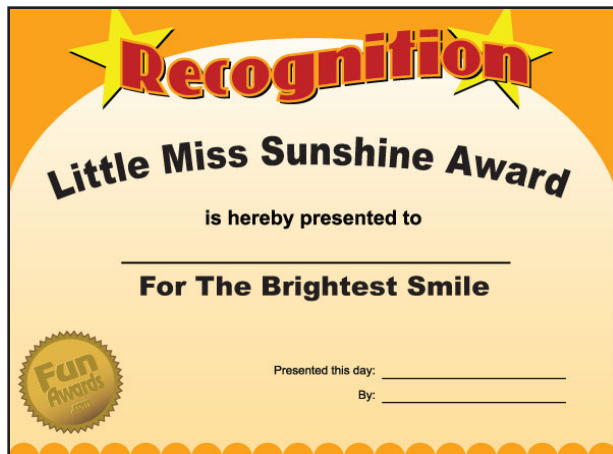 Recognition
Little Miss Sunshine Award
is hereby presented to
For The Brightest Smile
Presented this day:
By:
Fun
Awards
.com